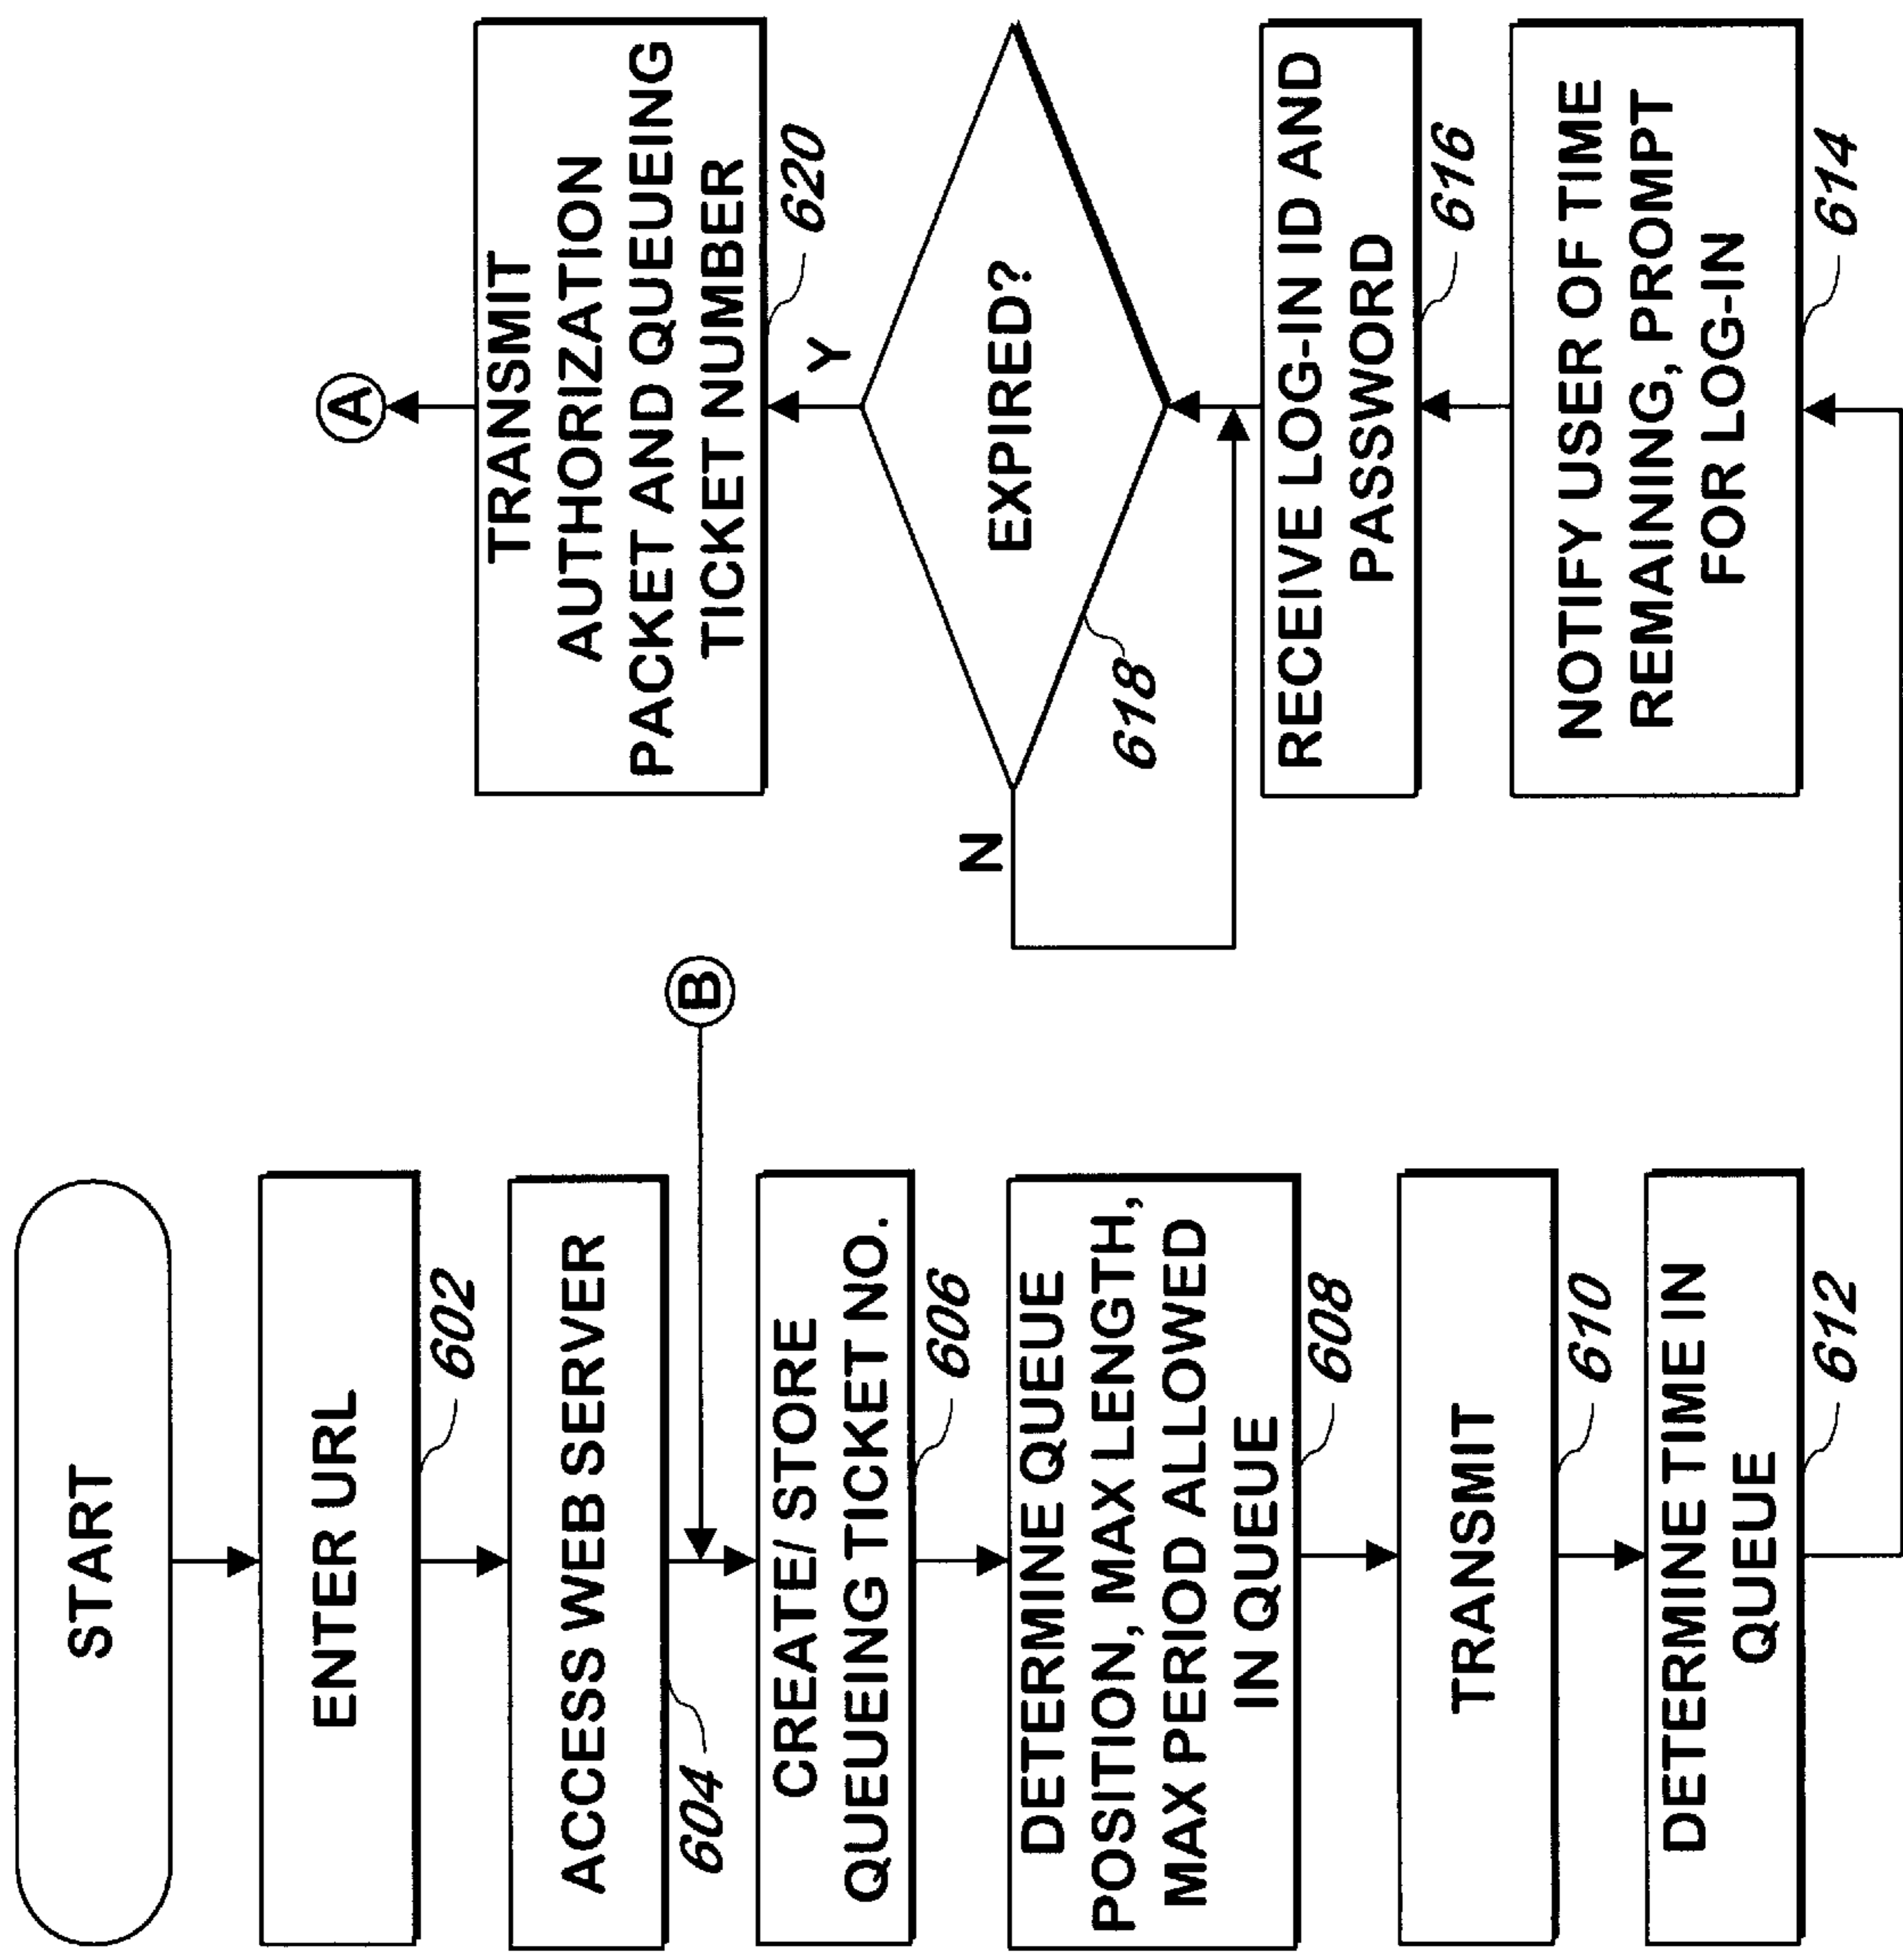 START
ENTER URL
602
ACCESS WEB SERVER
604
B
CREATE/ STORE
QUEUEING TICKET NO.
606
DETERMINE QUEUE
POSITION, MAX LENGTH,
MAX PERIOD ALLOWED
IN QUEUE
608
TRANSMIT
610
DETERMINE TIME IN
QUEUE
612
NOTIFY USER OF TIME
REMAINING, PROMPT
FOR LOG-IN
614
RECEIVE LOG-IN ID AND
PASSWORD
616
EXPIRED?
618
N
Y
TRANSMIT
AUTHORIZATION
PACKET AND QUEUEING
TICKET NUMBER
620
A